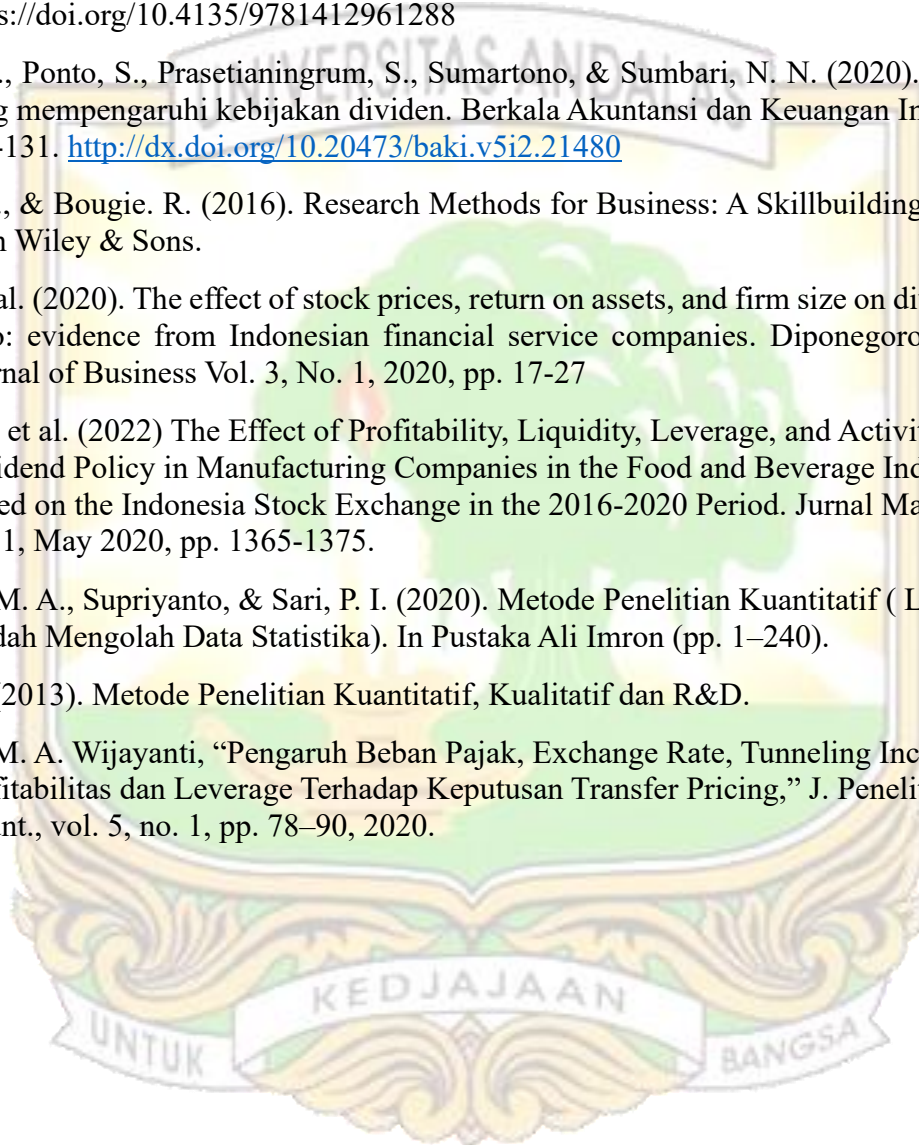 s://doi.org/10.4135/9781412961288
UNIVERSITAS ANDALAS
., Ponto, S., Prasetianingrum, S., Sumartono, & Sumbari, N. N. (2020).
g mempengaruhi kebijakan dividen. Berkala Akuntansi dan Keuangan In
-131. http://dx.doi.org/10.20473/baki.v5i2.21480
., & Bougie. R. (2016). Research Methods for Business: A Skillbuilding
n Wiley & Sons.
al. (2020). The effect of stock prices, return on assets, and firm size on di
o: evidence from Indonesian financial service companies. Diponegoro
rnal of Business Vol. 3, No. 1, 2020, pp. 17-27
et al. (2022) The Effect of Profitability, Liquidity, Leverage, and Activit
vidend Policy in Manufacturing Companies in the Food and Beverage Ind
ed on the Indonesia Stock Exchange in the 2016-2020 Period. Jurnal Ma
1, May 2020, pp. 1365-1375.
M. A., Supriyanto, & Sari, P. I. (2020). Metode Penelitian Kuantitatif ( L
dah Mengolah Data Statistika). In Pustaka Ali Imron (pp. 1–240).
2013). Metode Penelitian Kuantitatif, Kualitatif dan R&D.
M. A. Wijayanti, “Pengaruh Beban Pajak, Exchange Rate, Tunneling Inc
fitabilitas dan Leverage Terhadap Keputusan Transfer Pricing,” J. Penelit
unt., vol. 5, no. 1, pp. 78–90, 2020.
UNTUK KEDJAJAAN BANGSA